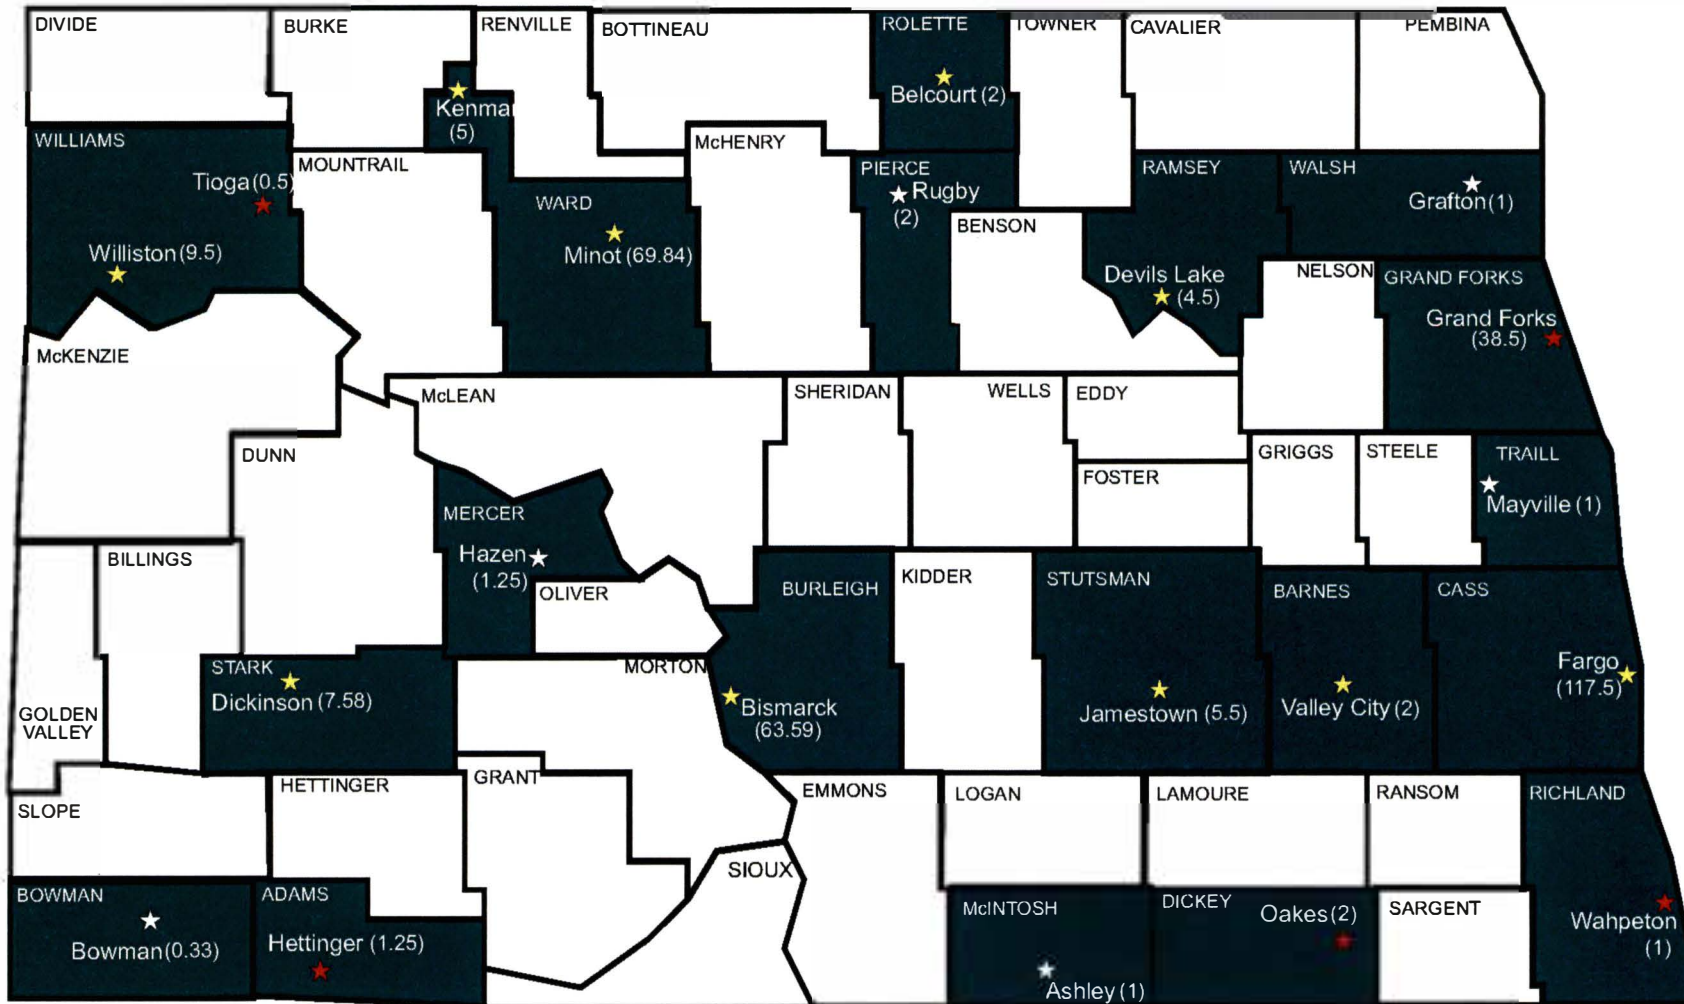 DIVIDE
BURKE
RENVILLE
BOTTINEAU
ROLETTE
TOWNER
CAVALIER
PEMBINA
Kenmar
(5)
Belcourt (2)
WILLIAMS
Tioga (0.5)
Williston (9.5)
MOUNTRAIL
WARD
Minot (69.84)
McHENRY
PIERCE
Rugby
(2)
BENSON
RAMSEY
Devils Lake
(4.5)
WALSH
Grafton (1)
NELSON
GRAND FORKS
Grand Forks
(38.5)
McKENZIE
DUNN
McLEAN
SHERIDAN
WELLS
EDDY
FOSTER
GRIGGS
STEELE
TRAILL
Mayville (1)
MERCER
Hazen
(1.25)
OLIVER
GOLDEN
VALLEY
BILLINGS
STARK
Dickinson (7.58)
MORTON
BURLEIGH
Bismarck
(63.59)
KIDDER
STUTSMAN
Jamestown (5.5)
BARNES
Valley City (2)
CASS
Fargo
(117.5)
SLOPE
HETTINGER
GRANT
SIOUX
EMMONS
LOGAN
LAMOURE
RANSOM
RICHLAND
Wahpeton
(1)
BOWMAN
Bowman (0.33)
ADAMS
Hettinger (1.25)
McINTOSH
Ashley (1)
DICKEY
Oakes (2)
SARGENT